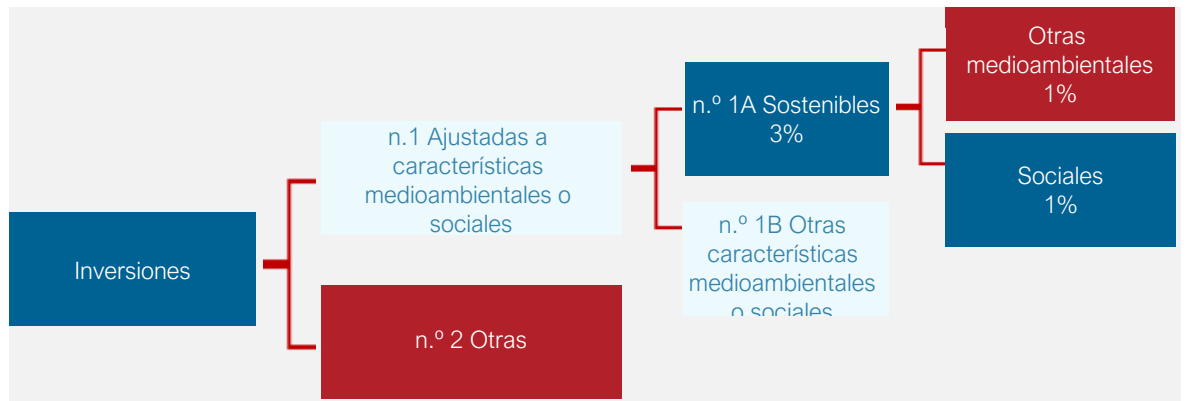 Inversiones
n.1 Ajustadas a
características
medioambientales o
sociales
n.º 2 Otras
n.º 1A Sostenibles
3%
n.º 1B Otras
características
medioambientales
o sociales
Otras
medioambientales
1%
Sociales
1%